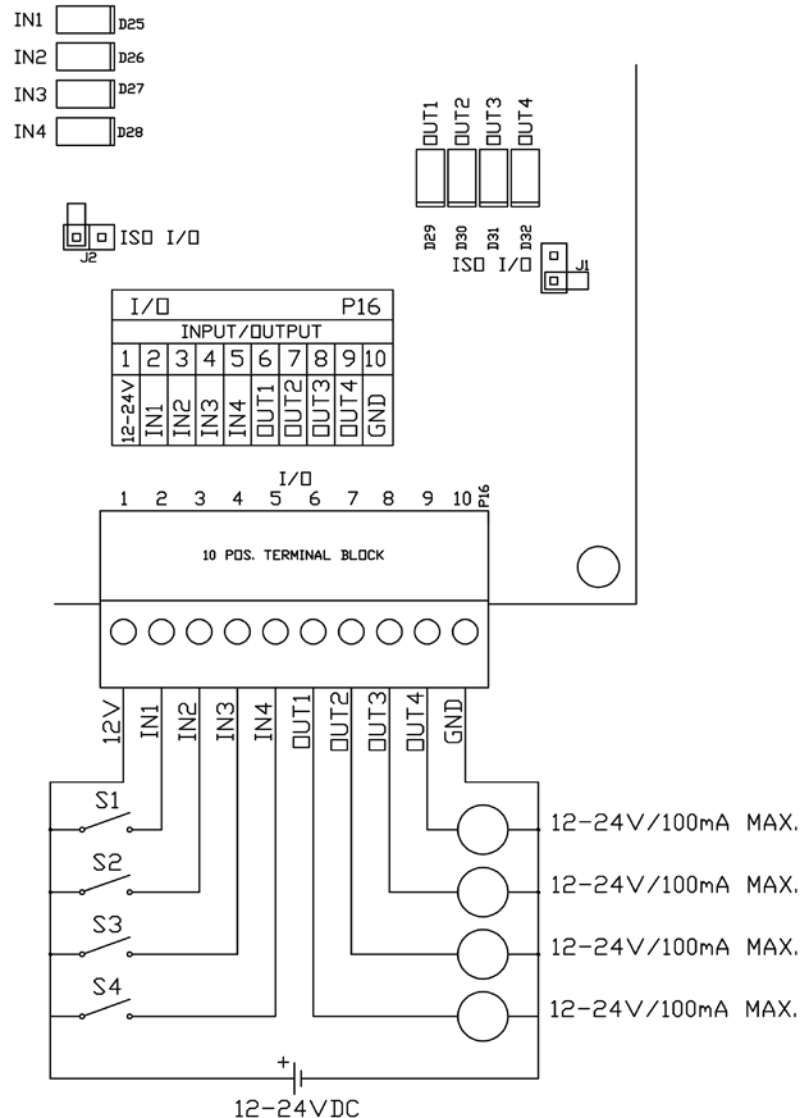 IN1 D25
IN2 D26
IN3 D27
IN4 D28
OUT1 OUT2 OUT3 OUT4
D29 D30 D31 D32
ISO I/O J2
ISO I/O J1
I/O P16
INPUT/OUTPUT
1 2 3 4 5 6 7 8 9 10
12-24V IN1 IN2 IN3 IN4 OUT1 OUT2 OUT3 OUT4 GND
I/O
1 2 3 4 5 6 7 8 9 10 P16
10 POS. TERMINAL BLOCK
12V IN1 IN2 IN3 IN4 OUT1 OUT2 OUT3 OUT4 GND
S1 12-24V/100mA MAX.
S2 12-24V/100mA MAX.
S3 12-24V/100mA MAX.
S4 12-24V/100mA MAX.
+
12-24VDC